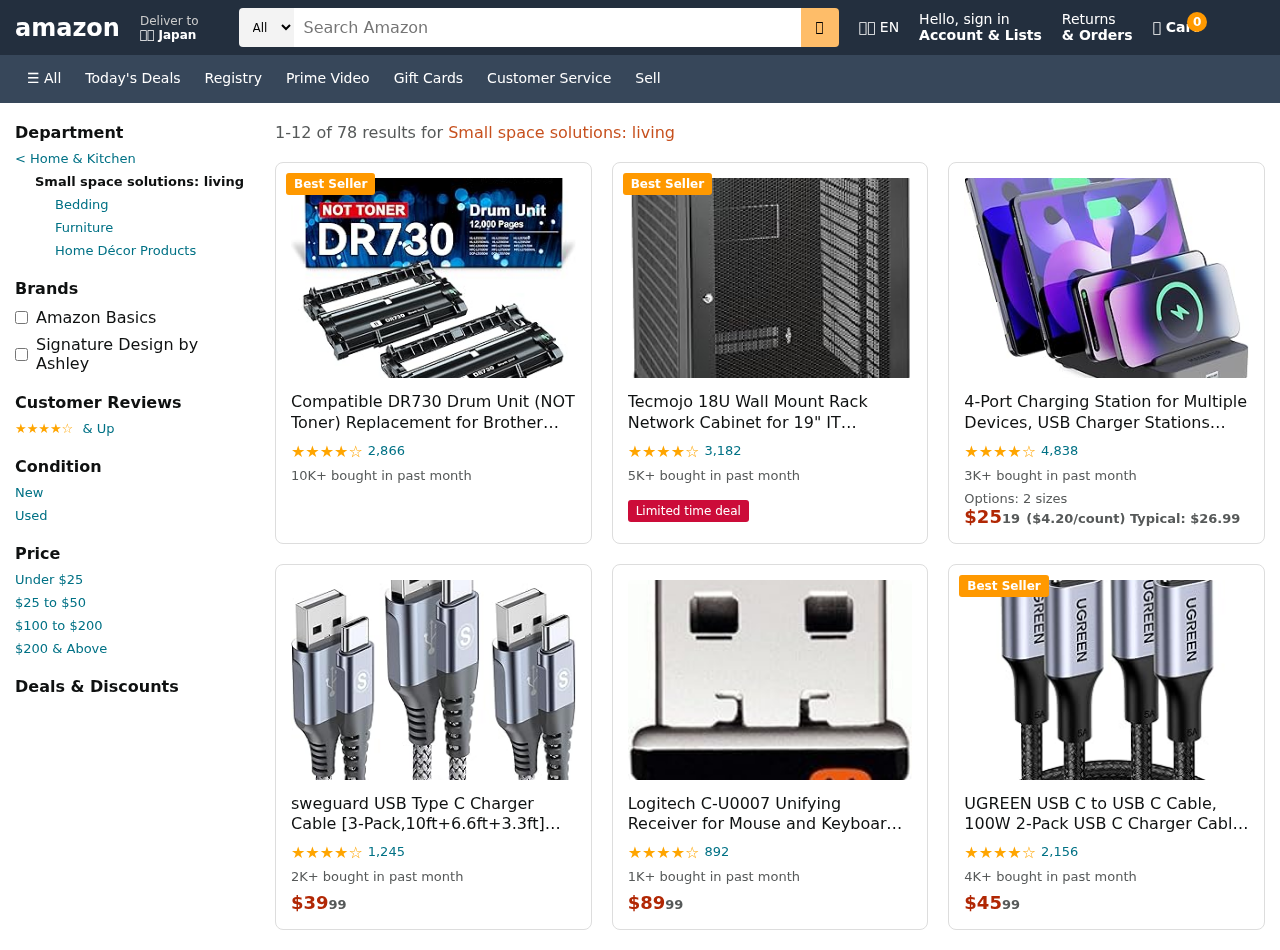 amazon
Deliver to
Japan
All
Search Amazon
EN
Hello, sign in
Account & Lists
Returns
& Orders
0
☰ All
Today's Deals
Registry
Prime Video
Gift Cards
Customer Service
Sell
Department
< Home & Kitchen
Small space solutions: living
Bedding
Furniture
Home Décor Products
Brands
Amazon Basics
Signature Design by
Ashley
Customer Reviews
★★★★☆ & Up
Condition
New
Used
Price
Under $25
$25 to $50
$100 to $200
$200 & Above
Deals & Discounts
1-12 of 78 results for Small space solutions: living
Best Seller
NOT TONER
DR730
Drum Unit
12,000 Pages
DR730
DR730
Compatible DR730 Drum Unit (NOT
Toner) Replacement for Brother…
★★★★☆ 2,866
10K+ bought in past month
Best Seller
Tecmojo 18U Wall Mount Rack
Network Cabinet for 19" IT…
★★★★☆ 3,182
5K+ bought in past month
Limited time deal
4-Port Charging Station for Multiple
Devices, USB Charger Stations…
★★★★☆ 4,838
3K+ bought in past month
Options: 2 sizes
$2519 ($4.20/count) Typical: $26.99
S
S
S
sweguard USB Type C Charger
Cable [3-Pack,10ft+6.6ft+3.3ft]…
★★★★☆ 1,245
2K+ bought in past month
$3999
Logitech C-U0007 Unifying
Receiver for Mouse and Keyboar…
★★★★☆ 892
1K+ bought in past month
$8999
Best Seller
UGREEN
UGREEN
UGREEN
UGREEN
5A
5A
UGREEN USB C to USB C Cable,
100W 2-Pack USB C Charger Cabl…
★★★★☆ 2,156
4K+ bought in past month
$4599